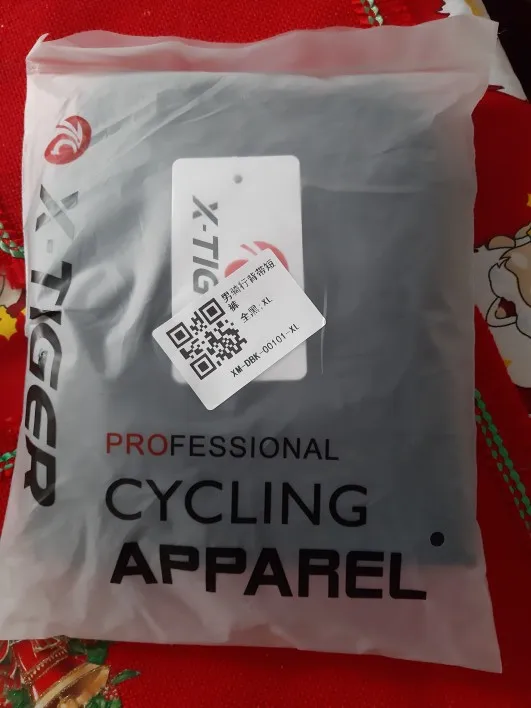 X-TIGER
X-TIG
男骑行背带短
裤
全黑,XL
XM-DBK-00101-XL
PROFESSIONAL
CYCLING
APPAREL